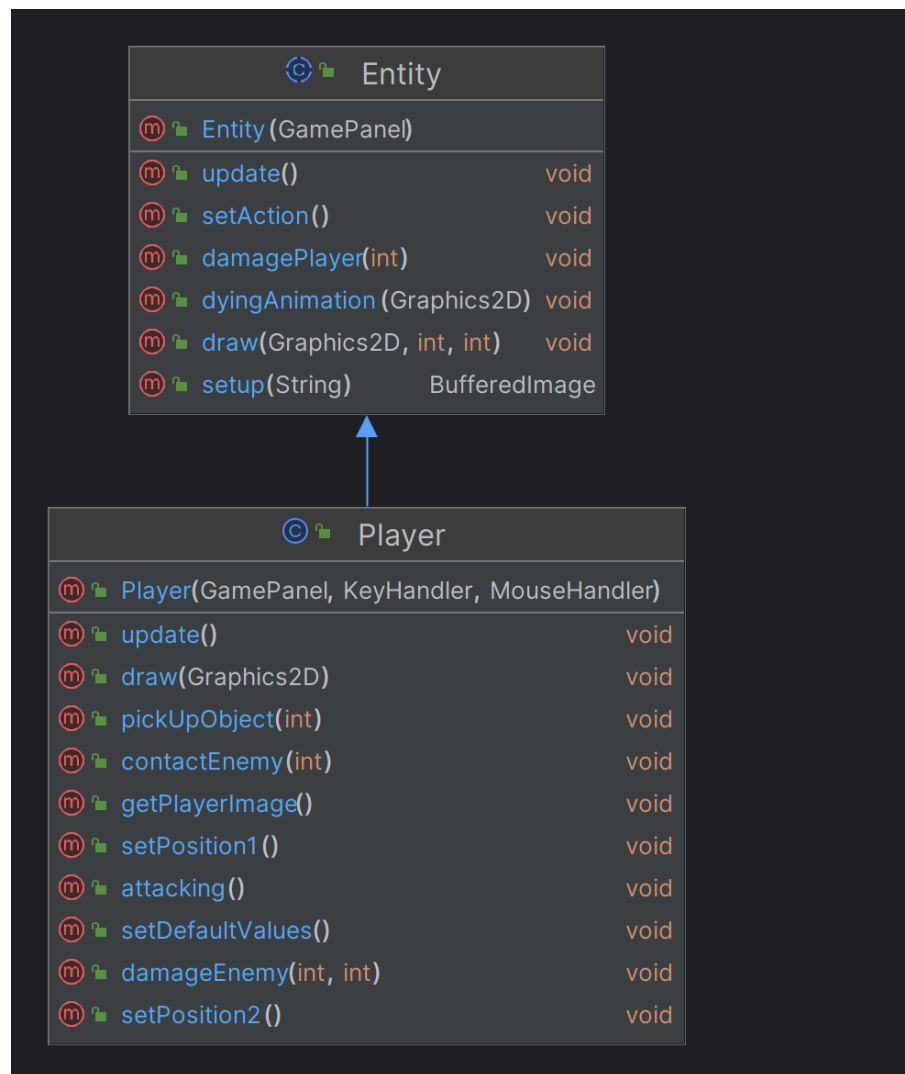 Entity
Entity(GamePanel)
update() void
setAction() void
damagePlayer(int) void
dyingAnimation(Graphics2D) void
draw(Graphics2D, int, int) void
setup(String) BufferedImage
Player
Player(GamePanel, KeyHandler, MouseHandler)
update() void
draw(Graphics2D) void
pickUpObject(int) void
contactEnemy(int) void
getPlayerImage() void
setPosition1() void
attacking() void
setDefaultValues() void
damageEnemy(int, int) void
setPosition2() void